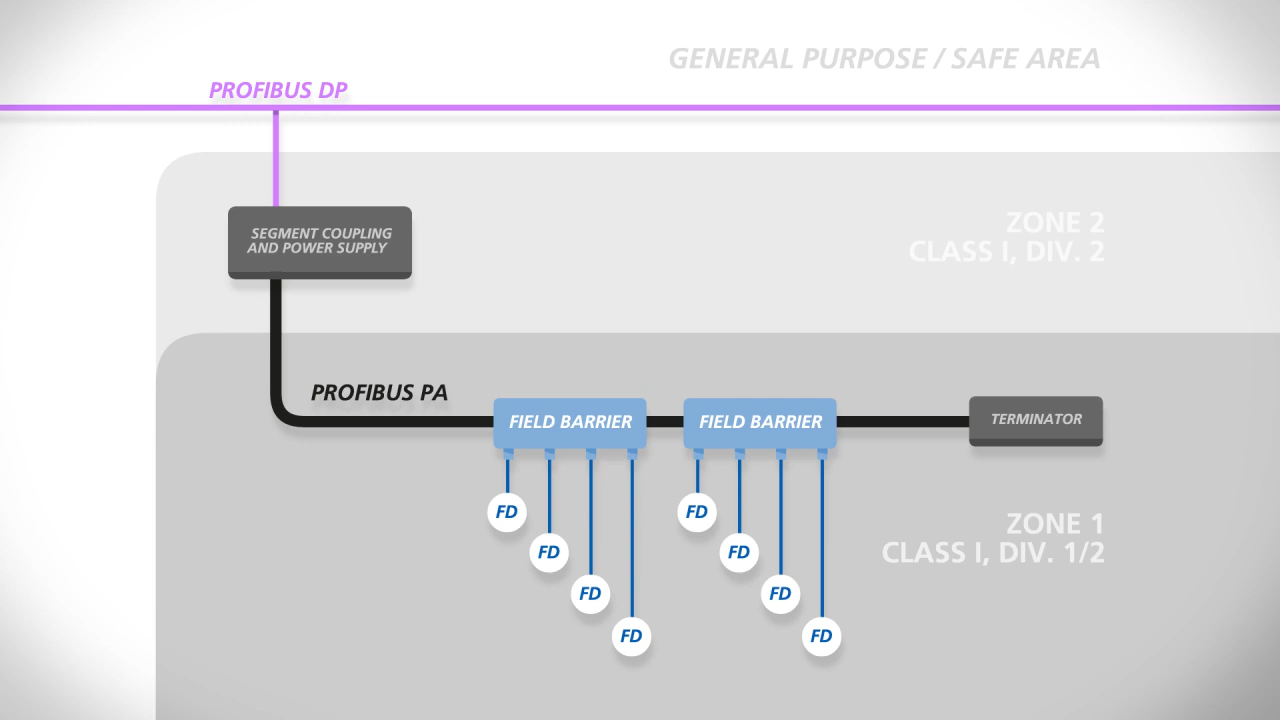 GENERAL PURPOSE / SAFE AREA
PROFIBUS DP
ZONE 2
CLASS I, DIV. 2
SEGMENT COUPLING
AND POWER SUPPLY
PROFIBUS PA
FIELD BARRIER
FIELD BARRIER
TERMINATOR
FD
FD
FD
FD
FD
FD
FD
FD
ZONE 1
CLASS I, DIV. 1/2